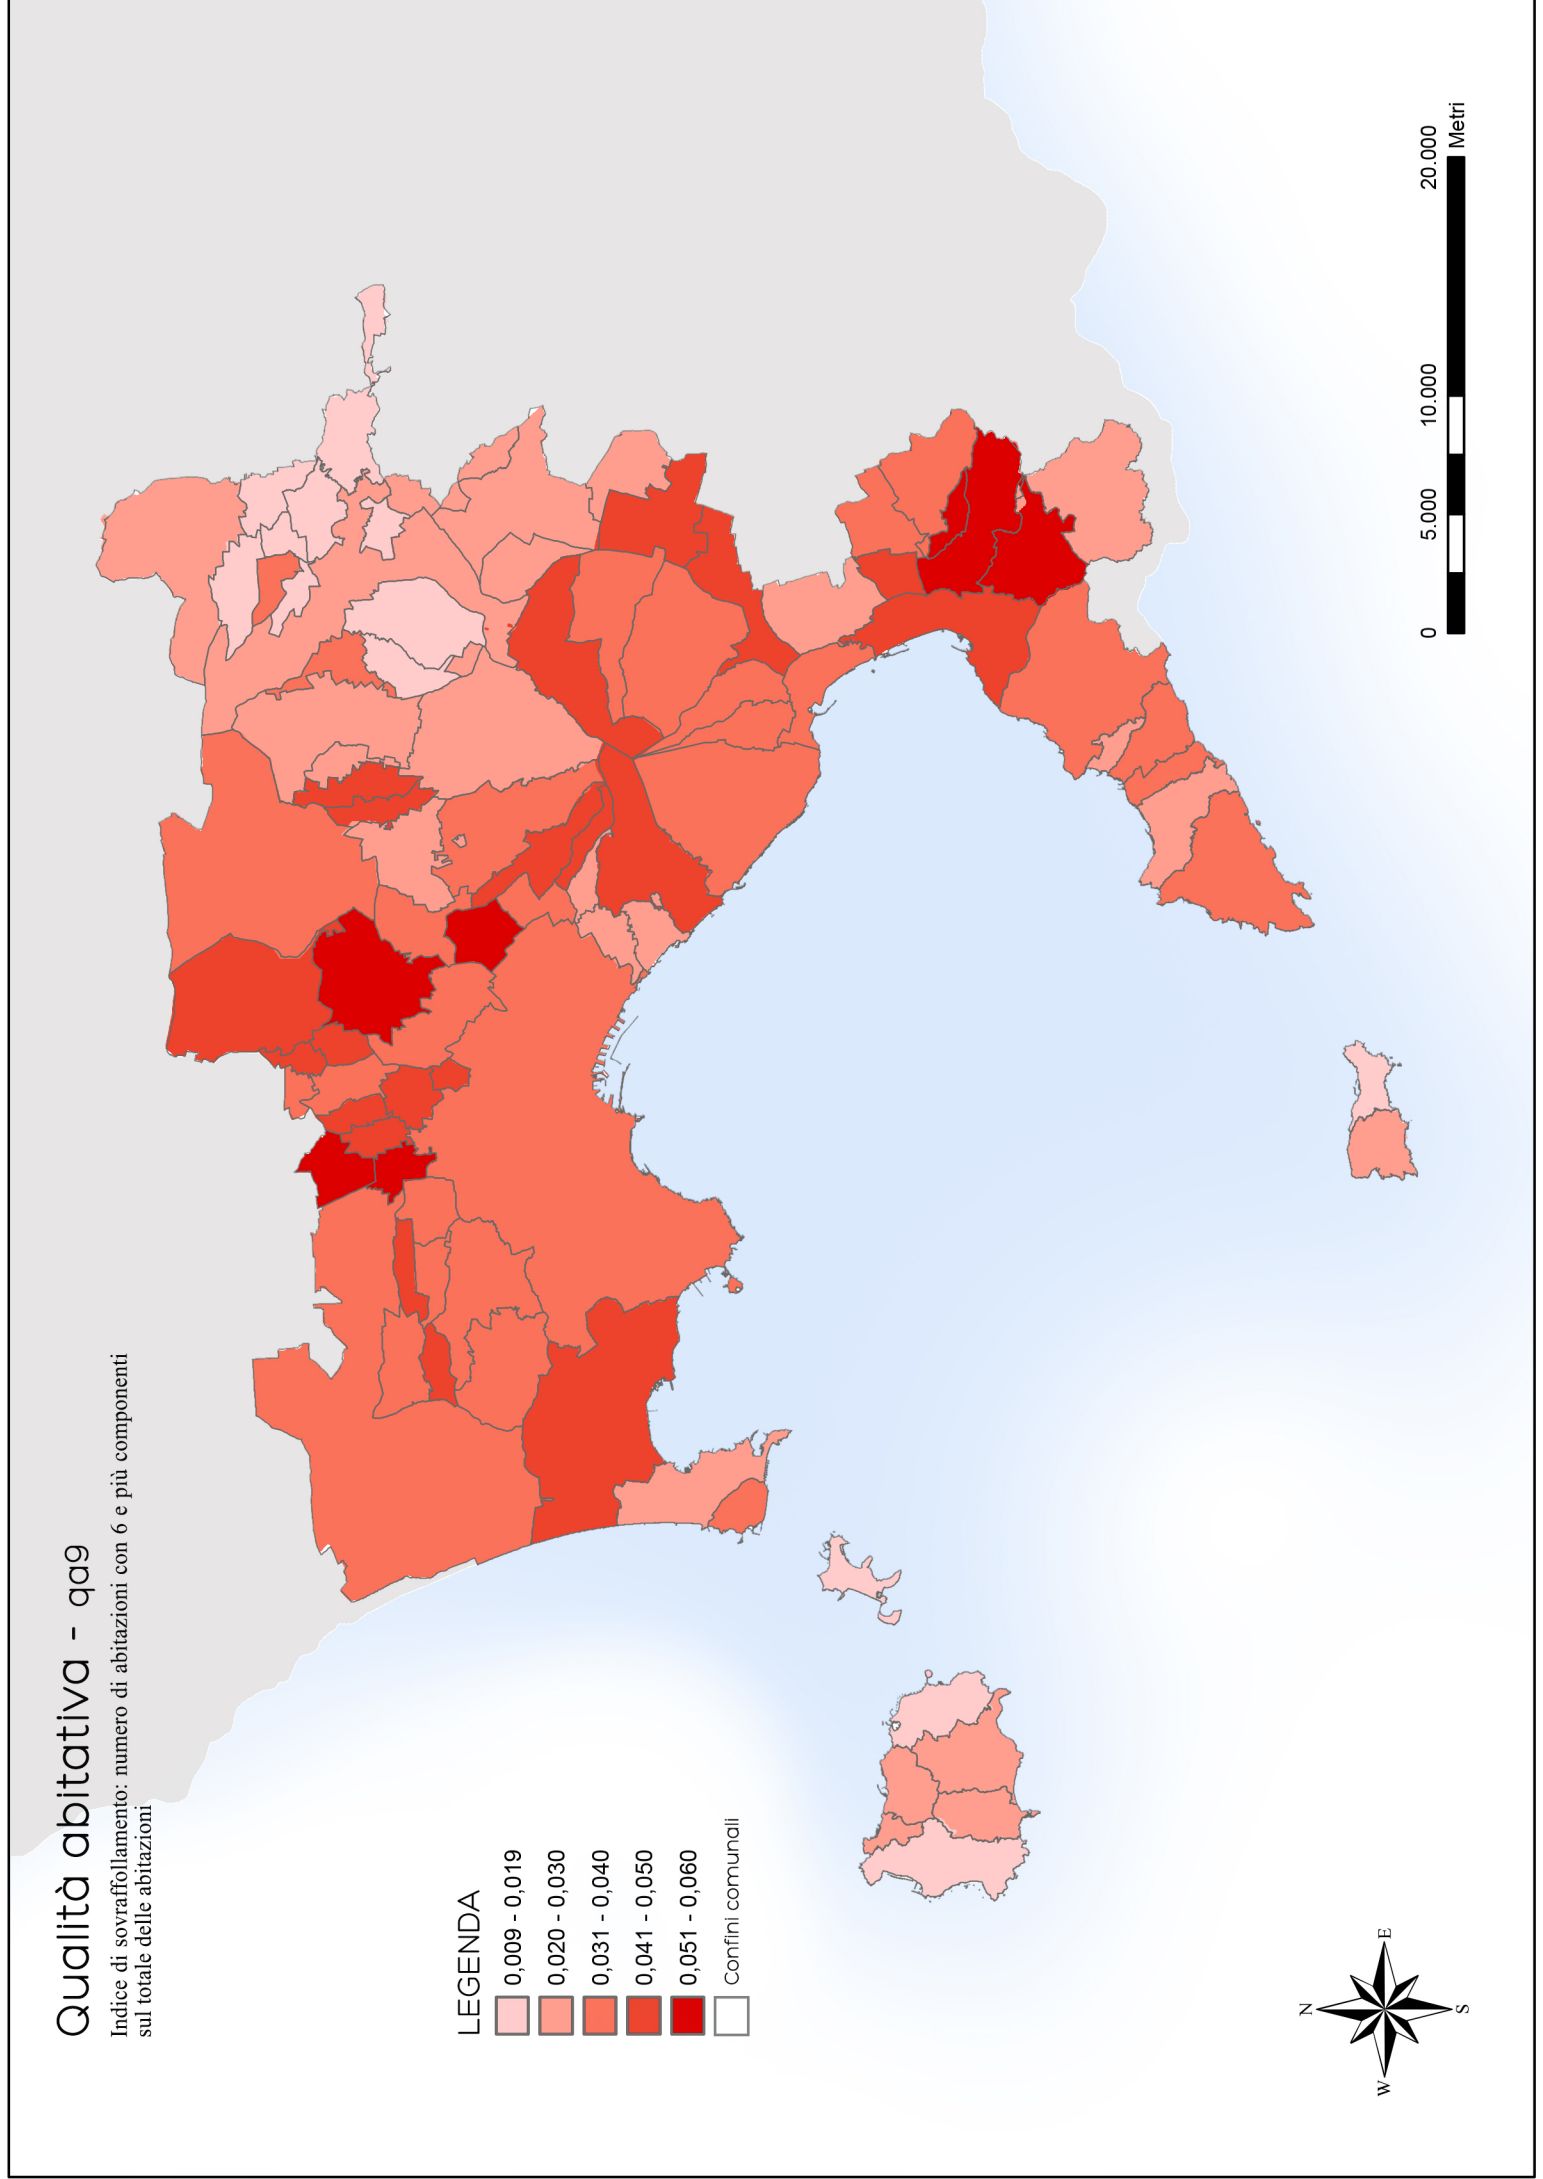 Qualità abitativa - qa9
Indice di sovraffollamento: numero di abitazioni con 6 e più componenti
sul totale delle abitazioni
LEGENDA
0,009 - 0,019
0,020 - 0,030
0,031 - 0,040
0,041 - 0,050
0,051 - 0,060
Confini comunali
N
W
E
S
0 5.000 10.000 20.000
Metri